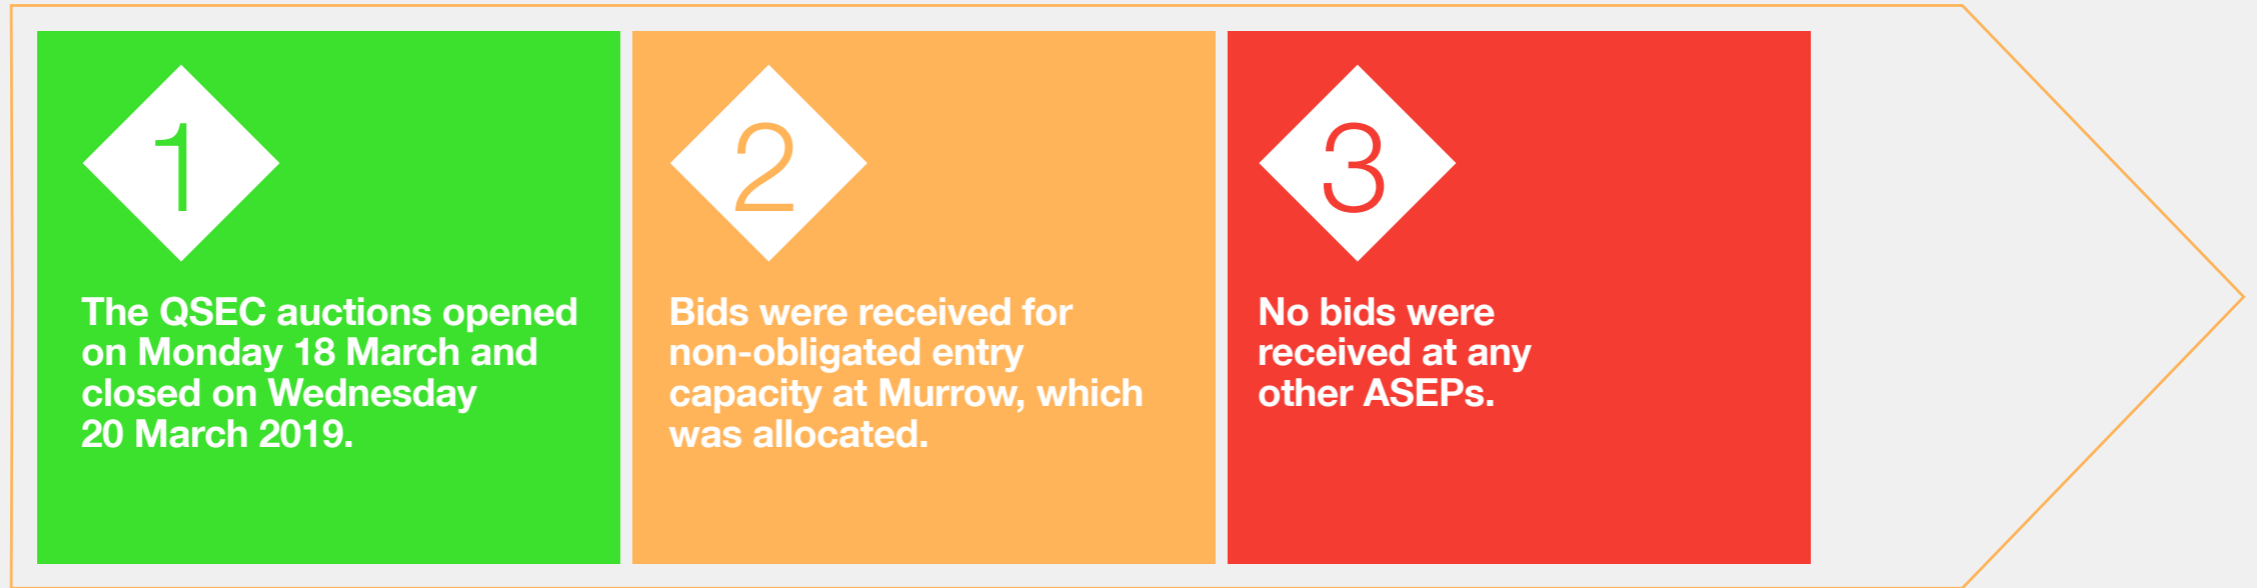 1
The QSEC auctions opened
on Monday 18 March and
closed on Wednesday
20 March 2019.
2
Bids were received for
non-obligated entry
capacity at Murrow, which
was allocated.
3
No bids were
received at any
other ASEPs.